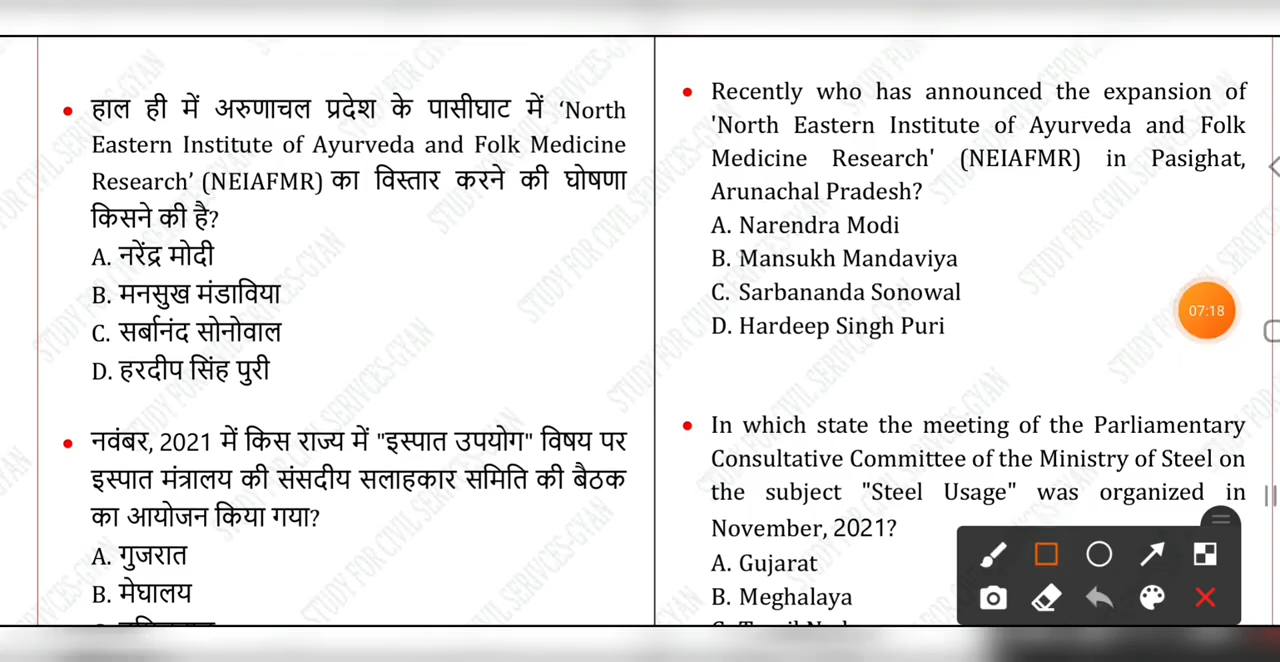 हाल ही में अरुणाचल प्रदेश के पासीघाट में ‘North
Eastern Institute of Ayurveda and Folk Medicine
Research’ (NEIAFMR) का विस्तार करने की घोषणा
किसने की है?
A. नरेंद्र मोदी
B. मनसुख मंडाविया
C. सर्बानंद सोनोवाल
D. हरदीप सिंह पुरी
नवंबर, 2021 में किस राज्य में "इस्पात उपयोग" विषय पर
इस्पात मंत्रालय की संसदीय सलाहकार समिति की बैठक
का आयोजन किया गया?
A. गुजरात
B. मेघालय
Recently who has announced the expansion of
'North Eastern Institute of Ayurveda and Folk
Medicine Research' (NEIAFMR) in Pasighat,
Arunachal Pradesh?
A. Narendra Modi
B. Mansukh Mandaviya
C. Sarbananda Sonowal
D. Hardeep Singh Puri
In which state the meeting of the Parliamentary
Consultative Committee of the Ministry of Steel on
the subject "Steel Usage" was organized in
November, 2021?
A. Gujarat
B. Meghalaya
07:18
STUDY FOR CIVIL SERIVCES-GYAN